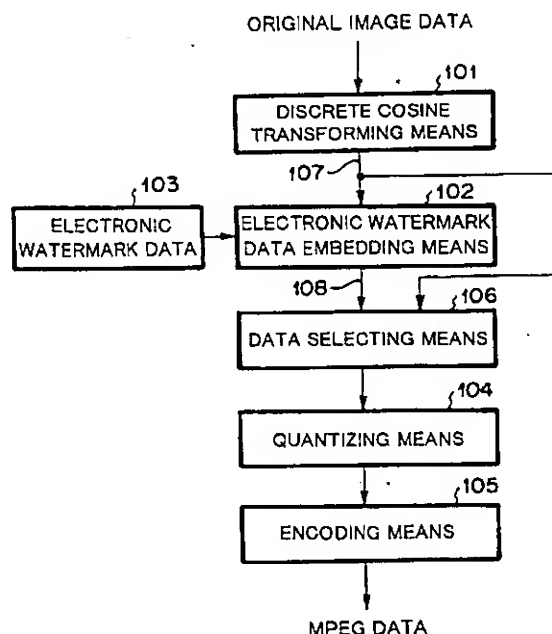 ORIGINAL IMAGE DATA
101
DISCRETE COSINE
TRANSFORMING MEANS
107
103
102
ELECTRONIC
WATERMARK DATA
ELECTRONIC WATERMARK
DATA EMBEDDING MEANS
108
106
DATA SELECTING MEANS
104
QUANTIZING MEANS
105
ENCODING MEANS
MPEG DATA